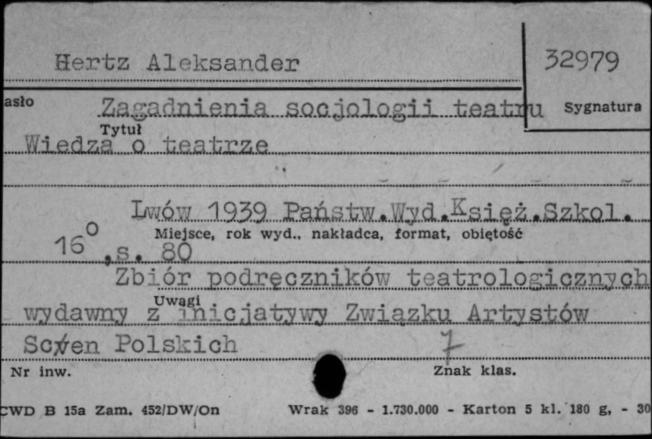 Hertz Aleksander 32979
asło Zagadnienia socjologii teatru Sygnatura
Tytuł
Wiedza o teatrze
Lwów 1939 Państw.Wyd.Księż.Szkol.
Miejsce, rok wyd., nakładca, format, objętość
16⁰,s. 80
Zbiór podręczników teatrologicznych
Uwagi
wydawny z inicjatywy Związku Artystów
Scen Polskich 7
Nr inw. Znak klas.
CWD B 15a Zam. 452/DW/On Wrak 396 - 1.730.000 - Karton 5 kl. 180 g, - 30